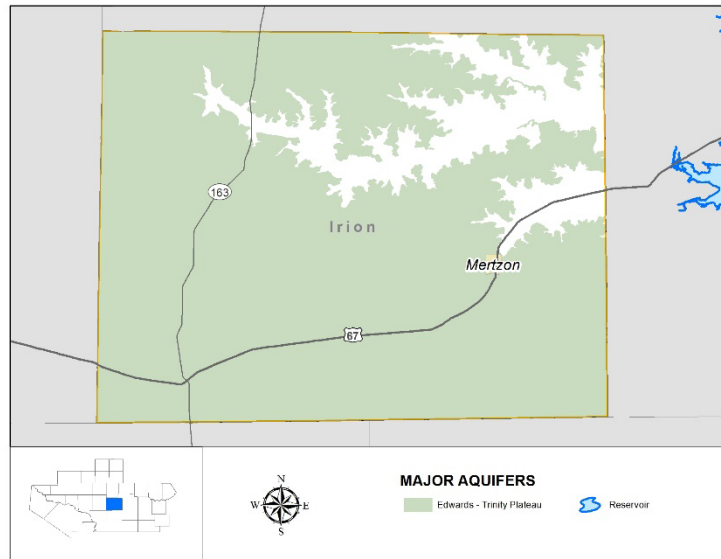 163
Irion
Mertzon
67
N
W E
S
MAJOR AQUIFERS
Edwards - Trinity Plateau
Reservoir